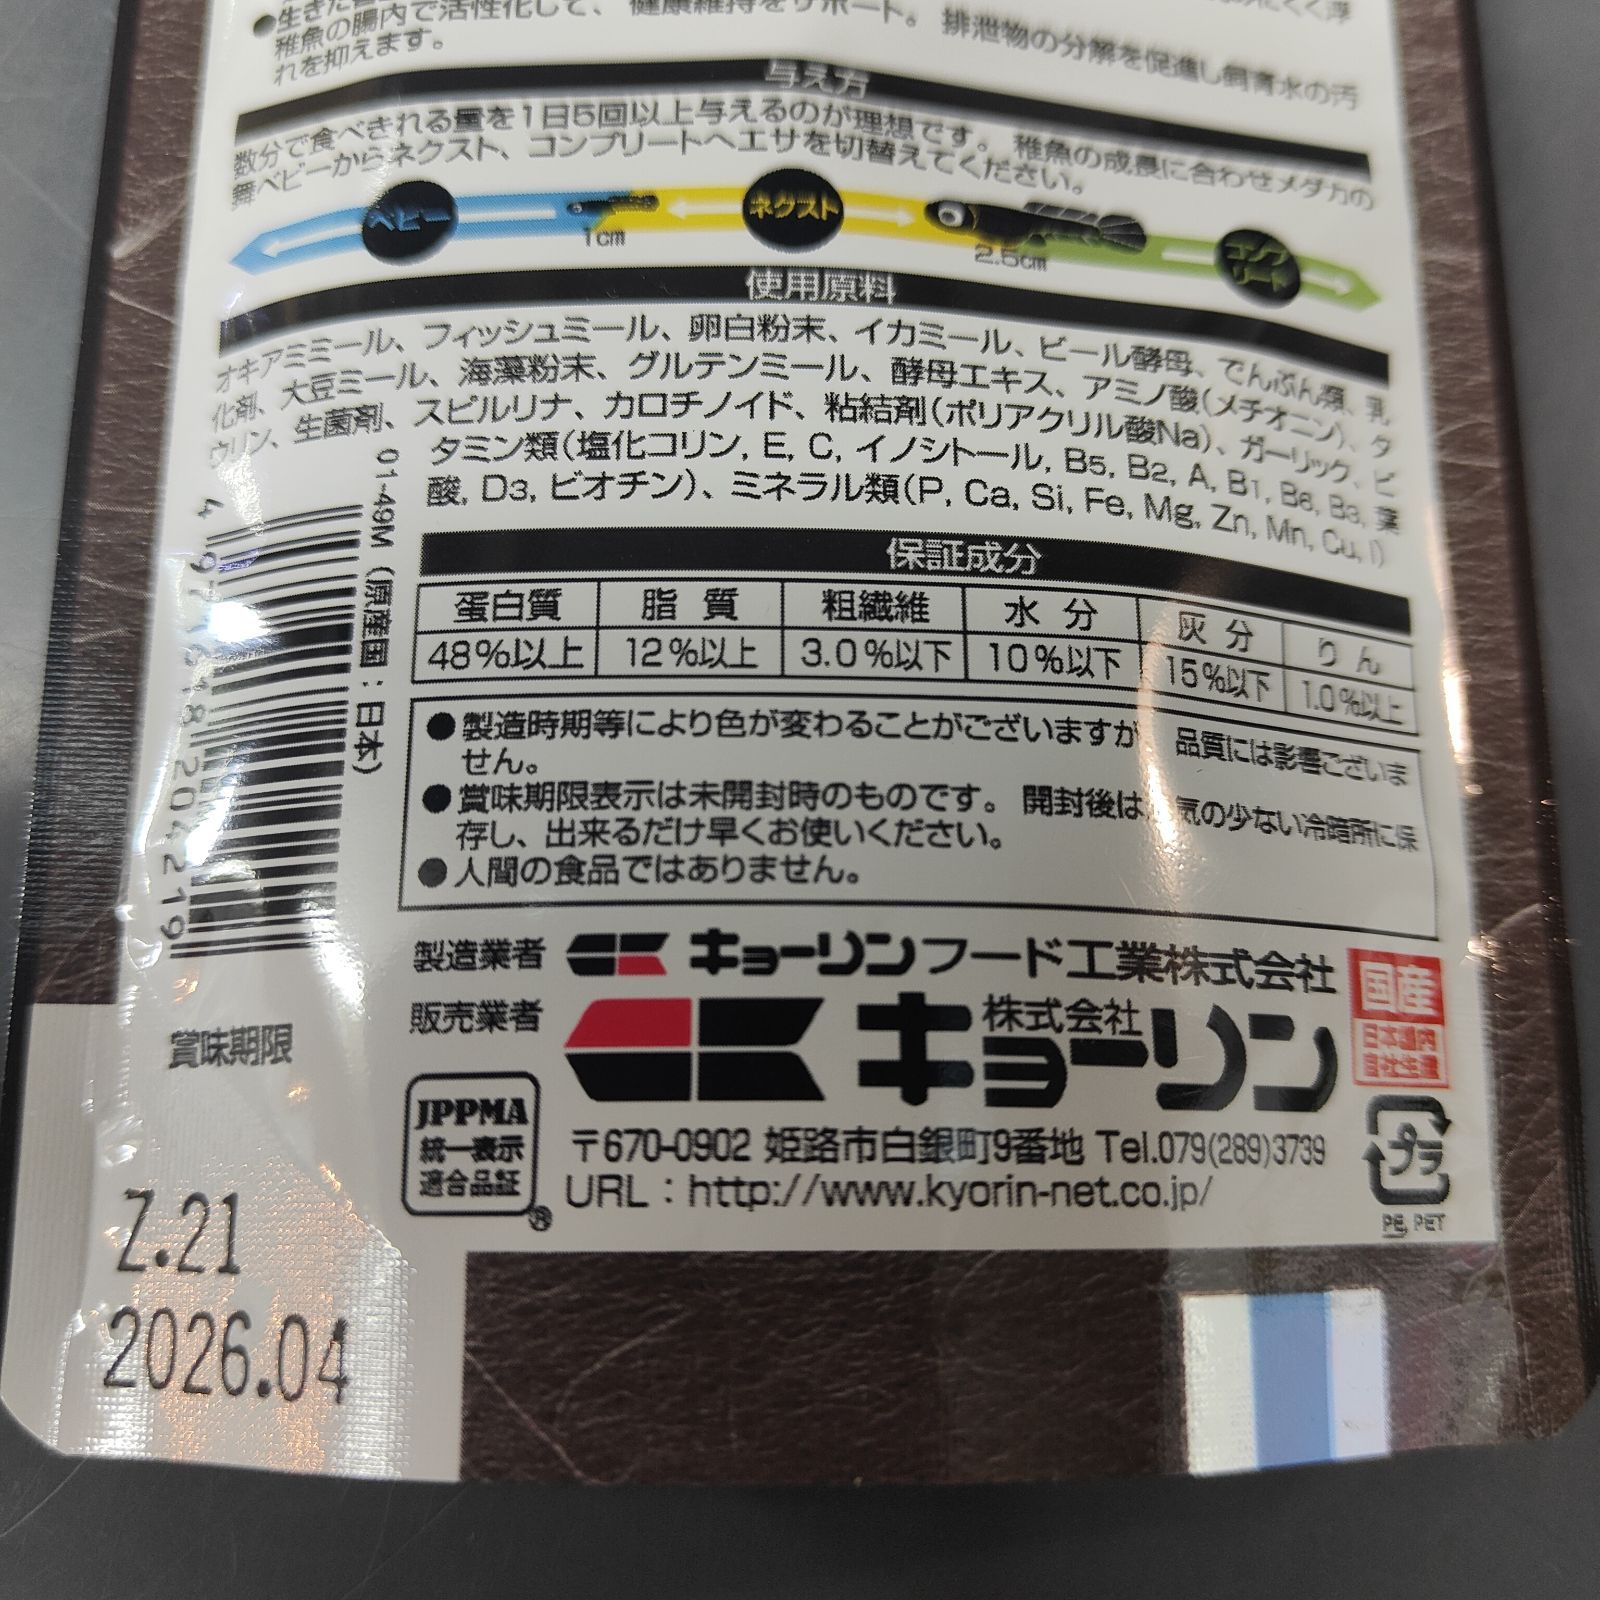 ●生きた
稚魚の腸内で活性化して、健康維持をサポート。排泄物の分解を促進し飼育水の汚
れを抑えます。
与え方
数分で食べきれる量を1日5回以上与えるのが理想です。稚魚の成長に合わせメダカの
舞ベビーからネクスト、コンプリートへエサを切替えてください。
ベビー
1cm
ネクスト
2.5cm
コンプリート
使用原料
オキアミミール、フィッシュミール、卵白粉末、イカミール、ビール酵母、でんぷん類、乳
化剤、大豆ミール、海藻粉末、グルテンミール、酵母エキス、アミノ酸(メチオニン)、タ
ウリン、生菌剤、スピルリナ、カロチノイド、粘結剤(ポリアクリル酸Na)、ガーリック、ビ
タミン類(塩化コリン, E, C, イノシトール, B5, B2, A, B1, B6, B3, 葉
酸, D3, ビオチン)、ミネラル類(P, Ca, Si, Fe, Mg, Zn, Mn, Cu, I)
保証成分
蛋白質 脂質 粗繊維 水分 灰分 りん
48%以上 12%以上 3.0%以下 10%以下 15%以下 1.0%以上
●製造時期等により色が変わることがございますが 品質には影響ございま
せん。
●賞味期限表示は未開封時のものです。開封後は 気の少ない冷暗所に保
存し、出来るだけ早くお使いください。
●人間の食品ではありません。
01-49M (原産国:日本)
4 971618 204219
製造業者 キョーリンフード工業株式会社
販売業者 株式会社キョーリン
国産
日本国内
自社生産
賞味期限
JPPMA
統一表示
適合品証
®
〒670-0902 姫路市白銀町9番地 Tel.079(289)3739
URL:http://www.kyorin-net.co.jp/
プラ
PE, PET
Z.21
2026.04